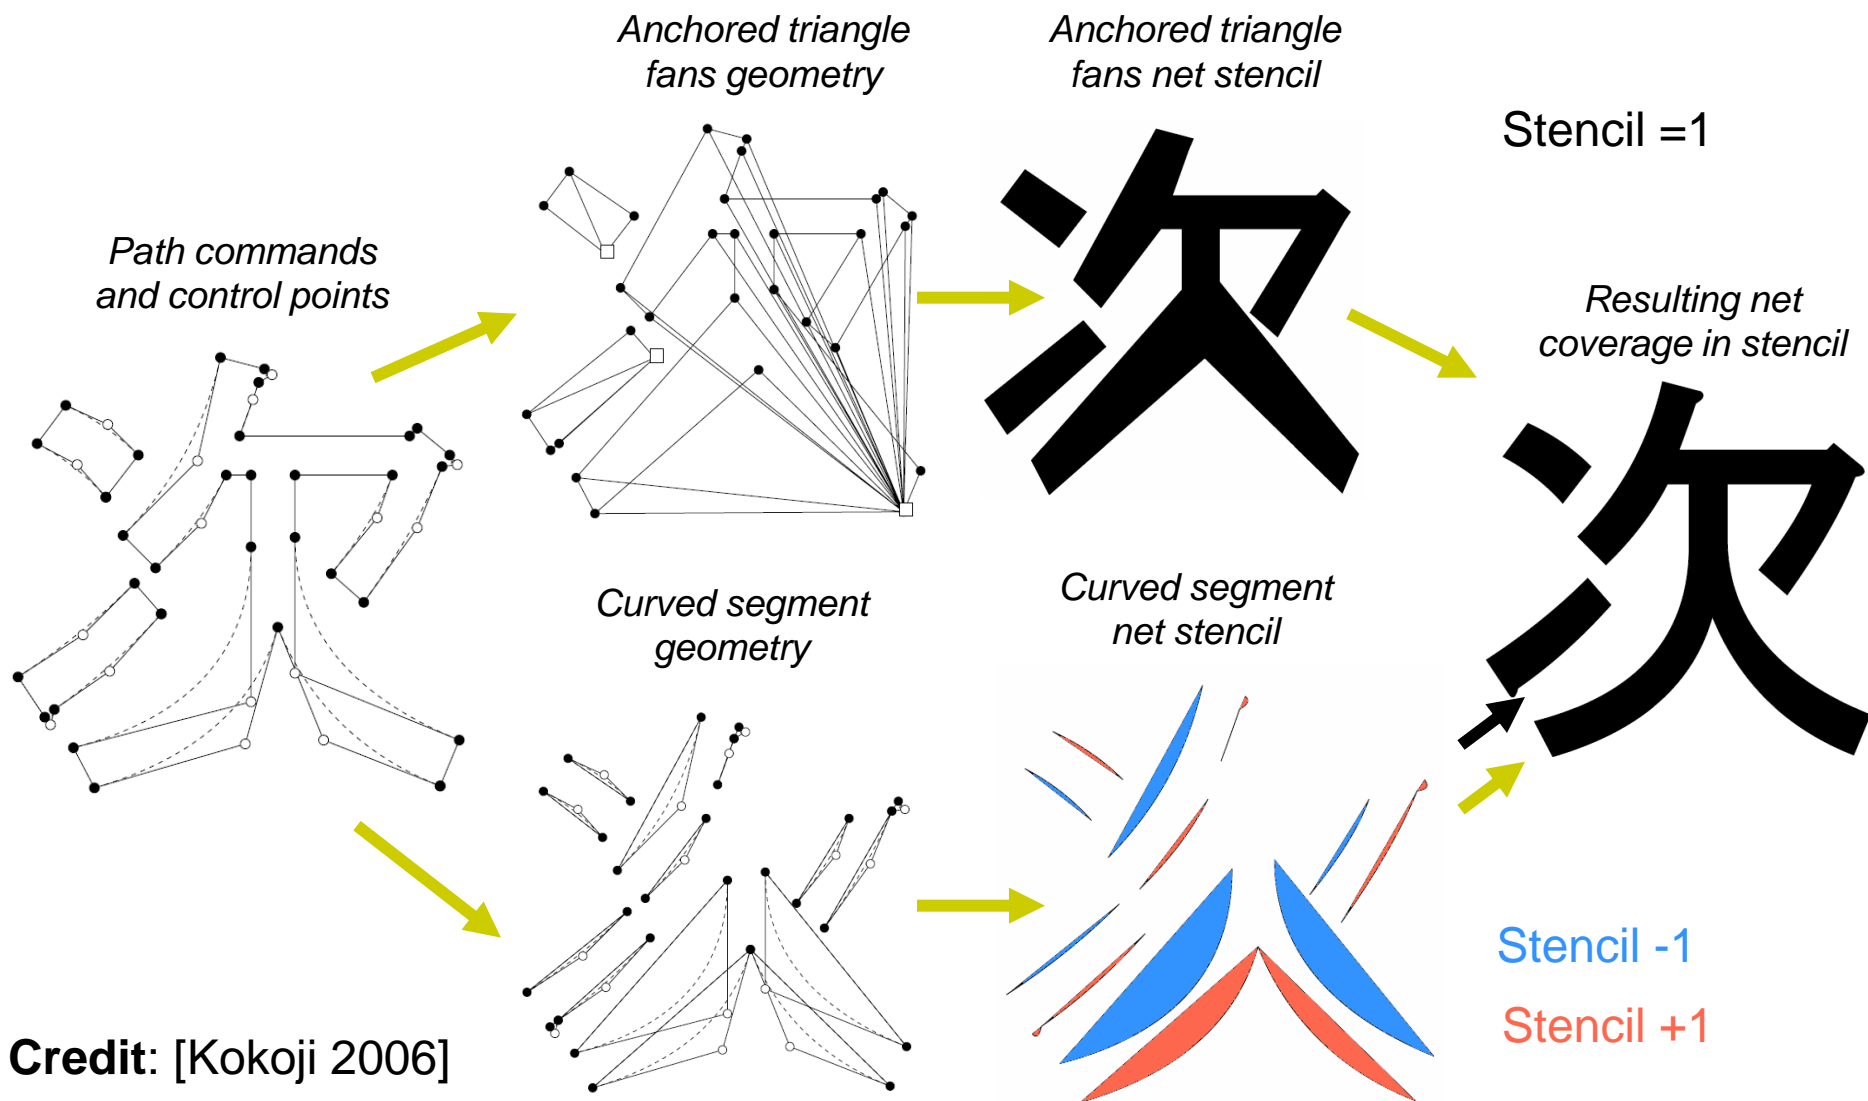 Anchored triangle
fans geometry
Anchored triangle
fans net stencil
Stencil =1
Path commands
and control points
Resulting net
coverage in stencil
次
次
Curved segment
geometry
Curved segment
net stencil
Stencil -1
Stencil +1
Credit: [Kokoji 2006]